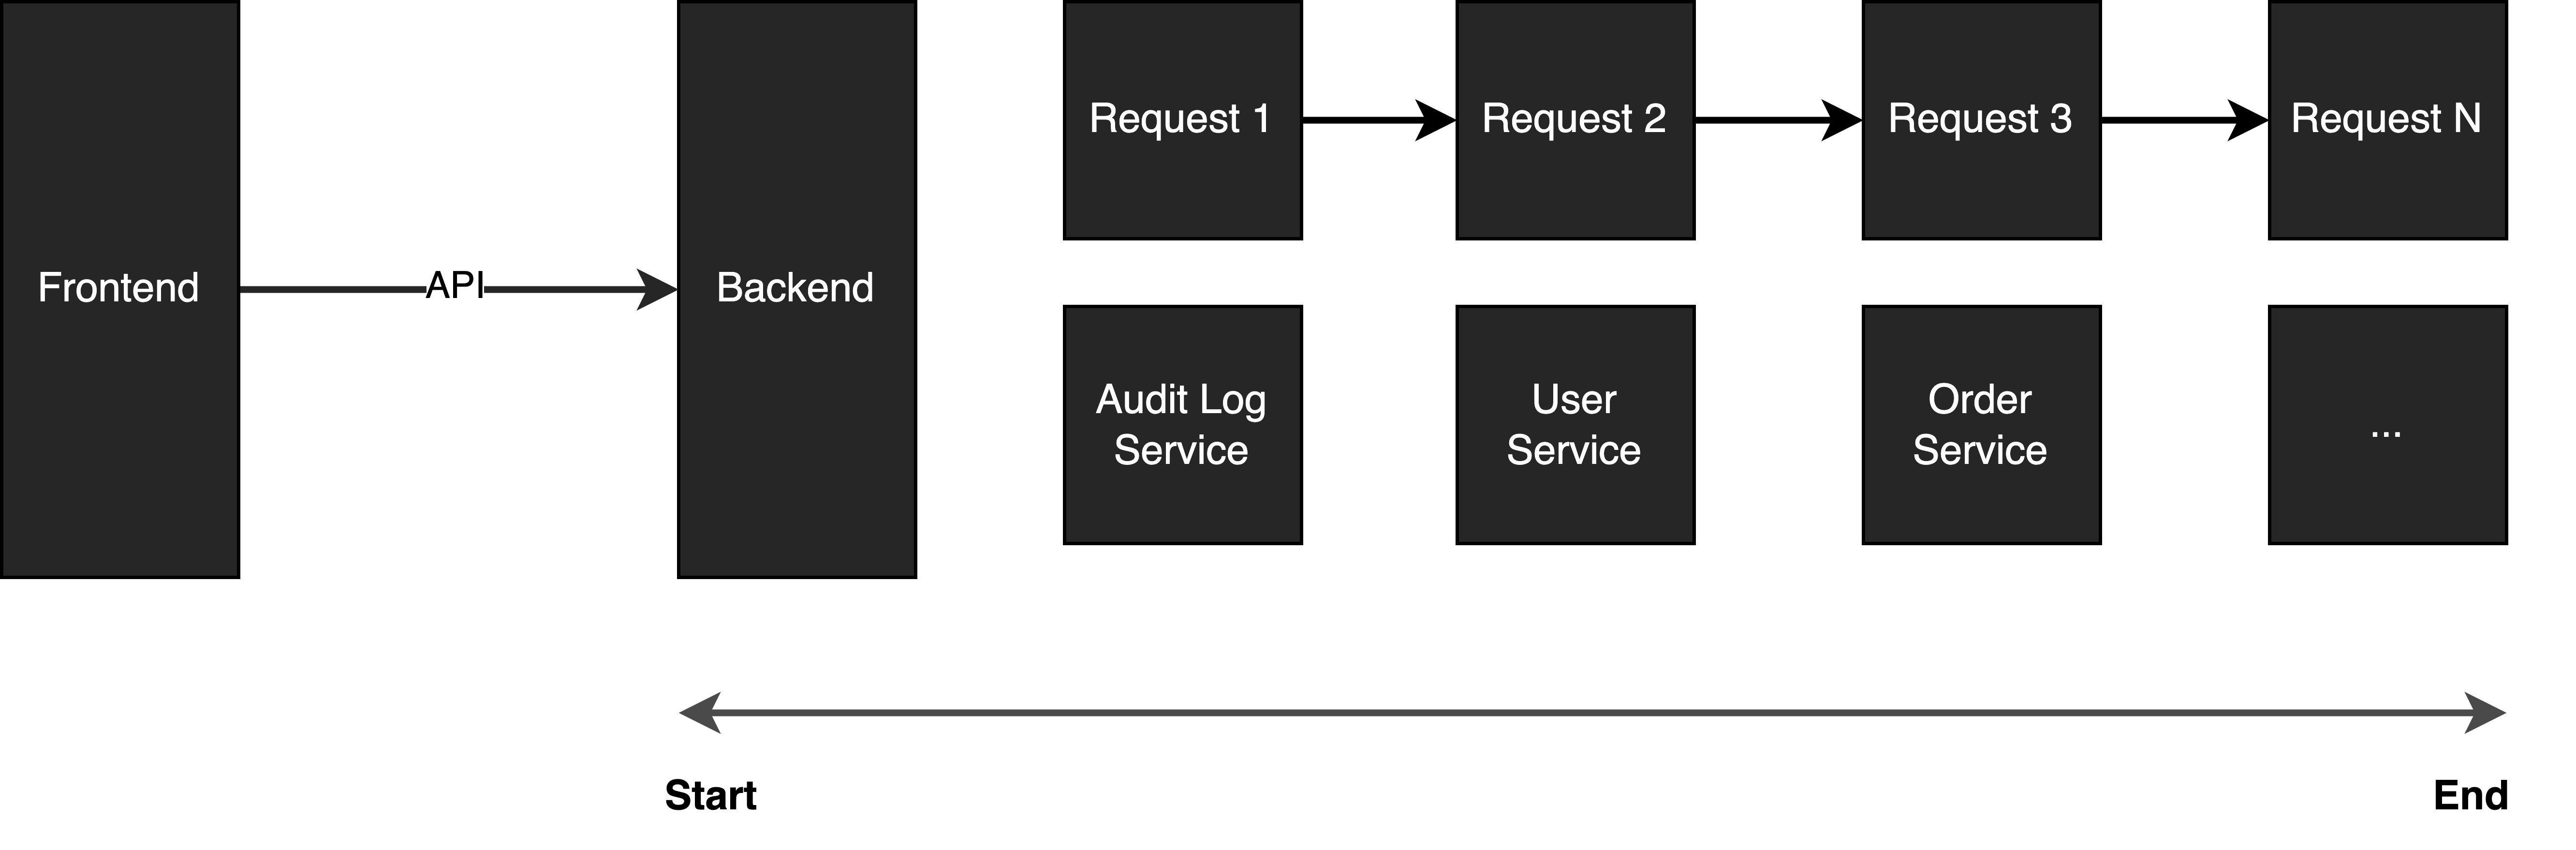 Frontend
API
Backend
Request 1
Request 2
Request 3
Request N
Audit Log
Service
User
Service
Order
Service
...
Start
End